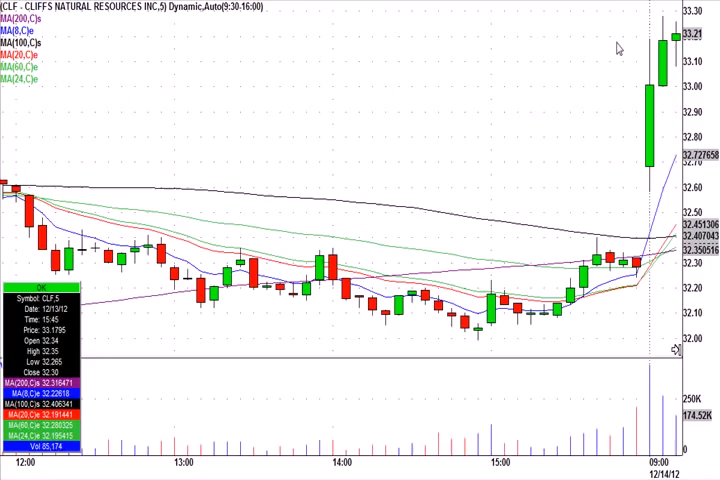 (CLF - CLIFFS NATURAL RESOURCES INC,5) Dynamic,Auto(9:30-16:00)
MA(200,C)s
MA(8,C)e
MA(100,C)s
MA(20,C)e
MA(60,C)e
MA(24,C)e
33.30
33.21
33.10
33.00
32.90
32.80
32.727658
32.70
32.60
32.50
32.451306
32.407043
32.350516
32.30
32.20
32.10
32.00
OK
Symbol: CLF,5
Date: 12/13/12
Time: 15:45
Price: 33.1795
Open 32.34
High 32.35
Low 32.265
Close 32.30
MA(200,C)s 32.316471
MA(8,C)e 32.22618
MA(100,C)s 32.406341
MA(20,C)e 32.191441
MA(60,C)e 32.280325
MA(24,C)e 32.195415
Vol 85,174
250K
174.52K
0
12:00
13:00
14:00
15:00
09:00
12/14/12